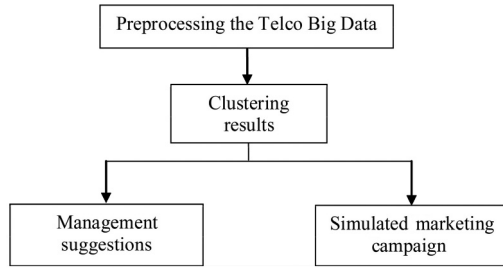 Preprocessing the Telco Big Data
Clustering
results
Management
suggestions
Simulated marketing
campaign